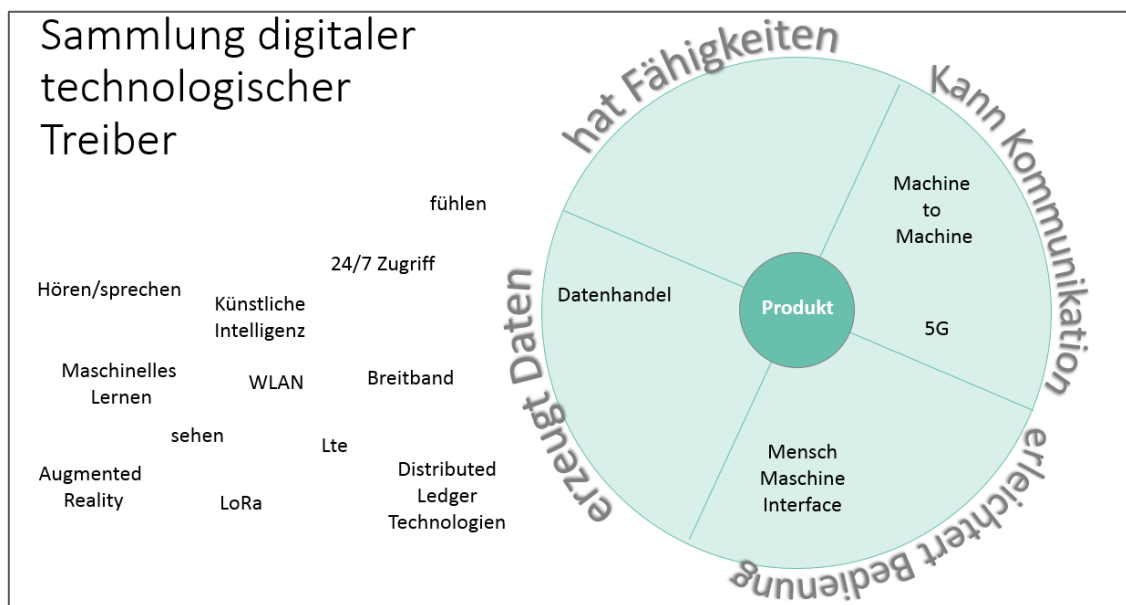 Sammlung digitaler
technologischer
Treiber
fühlen
24/7 Zugriff
Hören/sprechen
Künstliche
Intelligenz
Maschinelles
Lernen
WLAN
Breitband
sehen
Lte
Augmented
Reality
LoRa
Distributed
Ledger
Technologien
hat Fähigkeiten
Kann Kommunikation
Machine
to
Machine
5G
erzeugt Daten
Datenhandel
Produkt
Mensch
Maschine
Interface
erleichtert Bedienung